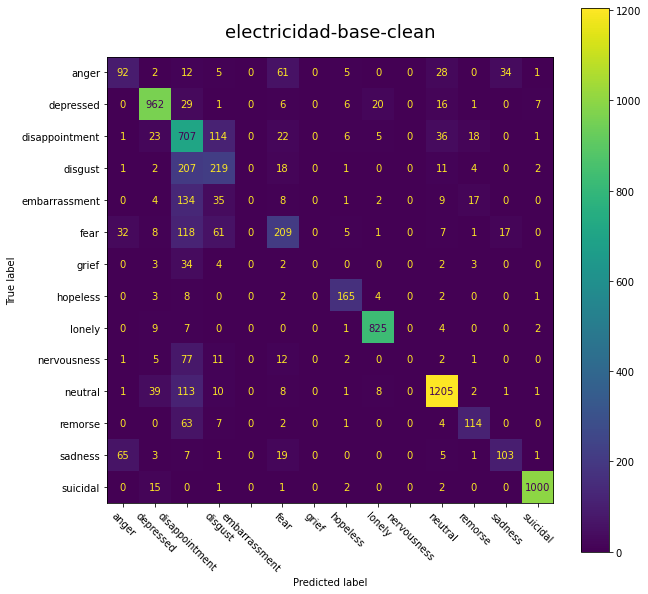 electricidad-base-clean
1200
1000
800
600
400
200
0
True label
anger 92 2 12 5 0 61 0 5 0 0 28 0 34 1
depressed 0 962 29 1 0 6 0 6 20 0 16 1 0 7
disappointment 1 23 707 114 0 22 0 6 5 0 36 18 0 1
disgust 1 2 207 219 0 18 0 1 0 0 11 4 0 2
embarrassment 0 4 134 35 0 8 0 1 2 0 9 17 0 0
fear 32 8 118 61 0 209 0 5 1 0 7 1 17 0
grief 0 3 34 4 0 2 0 0 0 0 2 3 0 0
hopeless 0 3 8 0 0 2 0 165 4 0 2 0 0 1
lonely 0 9 7 0 0 0 0 1 825 0 4 0 0 2
nervousness 1 5 77 11 0 12 0 2 0 0 2 1 0 0
neutral 1 39 113 10 0 8 0 1 8 0 1205 2 1 1
remorse 0 0 63 7 0 2 0 1 0 0 4 114 0 0
sadness 65 3 7 1 0 19 0 0 0 0 5 1 103 1
suicidal 0 15 0 1 0 1 0 2 0 0 2 0 0 1000
anger
depressed
disappointment
disgust
embarrassment
fear
grief
hopeless
lonely
nervousness
neutral
remorse
sadness
suicidal
Predicted label